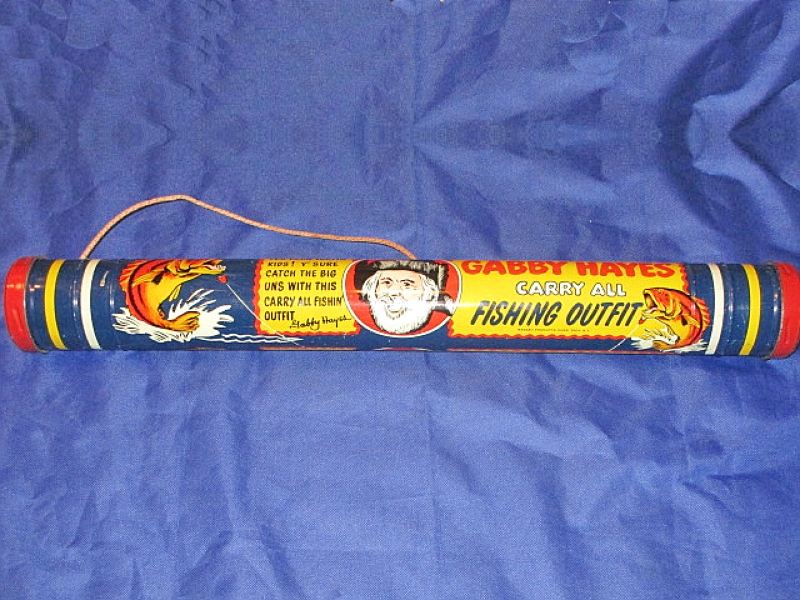 KIDS! Y' SURE
CATCH THE BIG
UNS WITH THIS
CARRY ALL FISHIN'
OUTFIT
Gabby Hayes
GABBY HAYES
CARRY ALL
FISHING OUTFIT